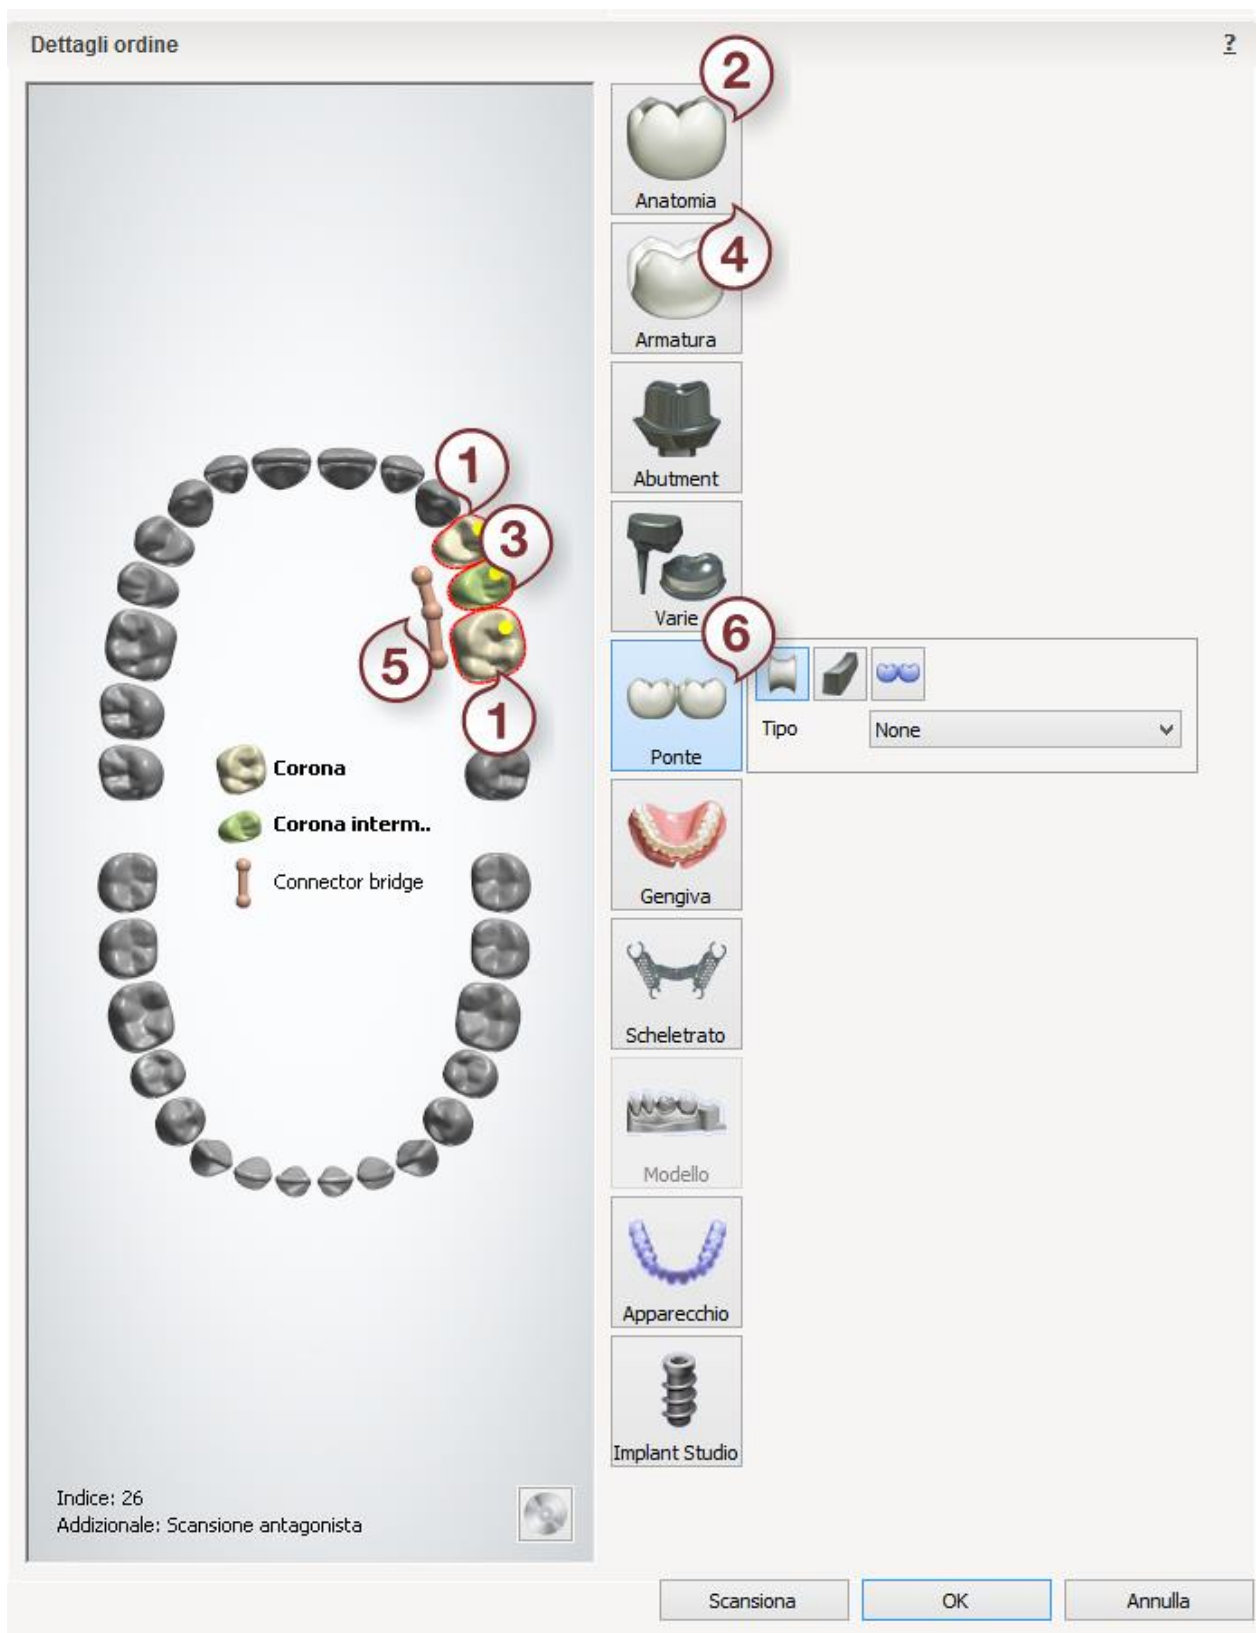 Dettagli ordine
?
2
Anatomia
4
Armatura
Abutment
1
3
Varie
5
6
1
Tipo
None
Ponte
Corona
Corona interm..
Connector bridge
Gengiva
Scheletrato
Modello
Apparecchio
Implant Studio
Indice: 26
Addizionale: Scansione antagonista
Scansiona
OK
Annulla